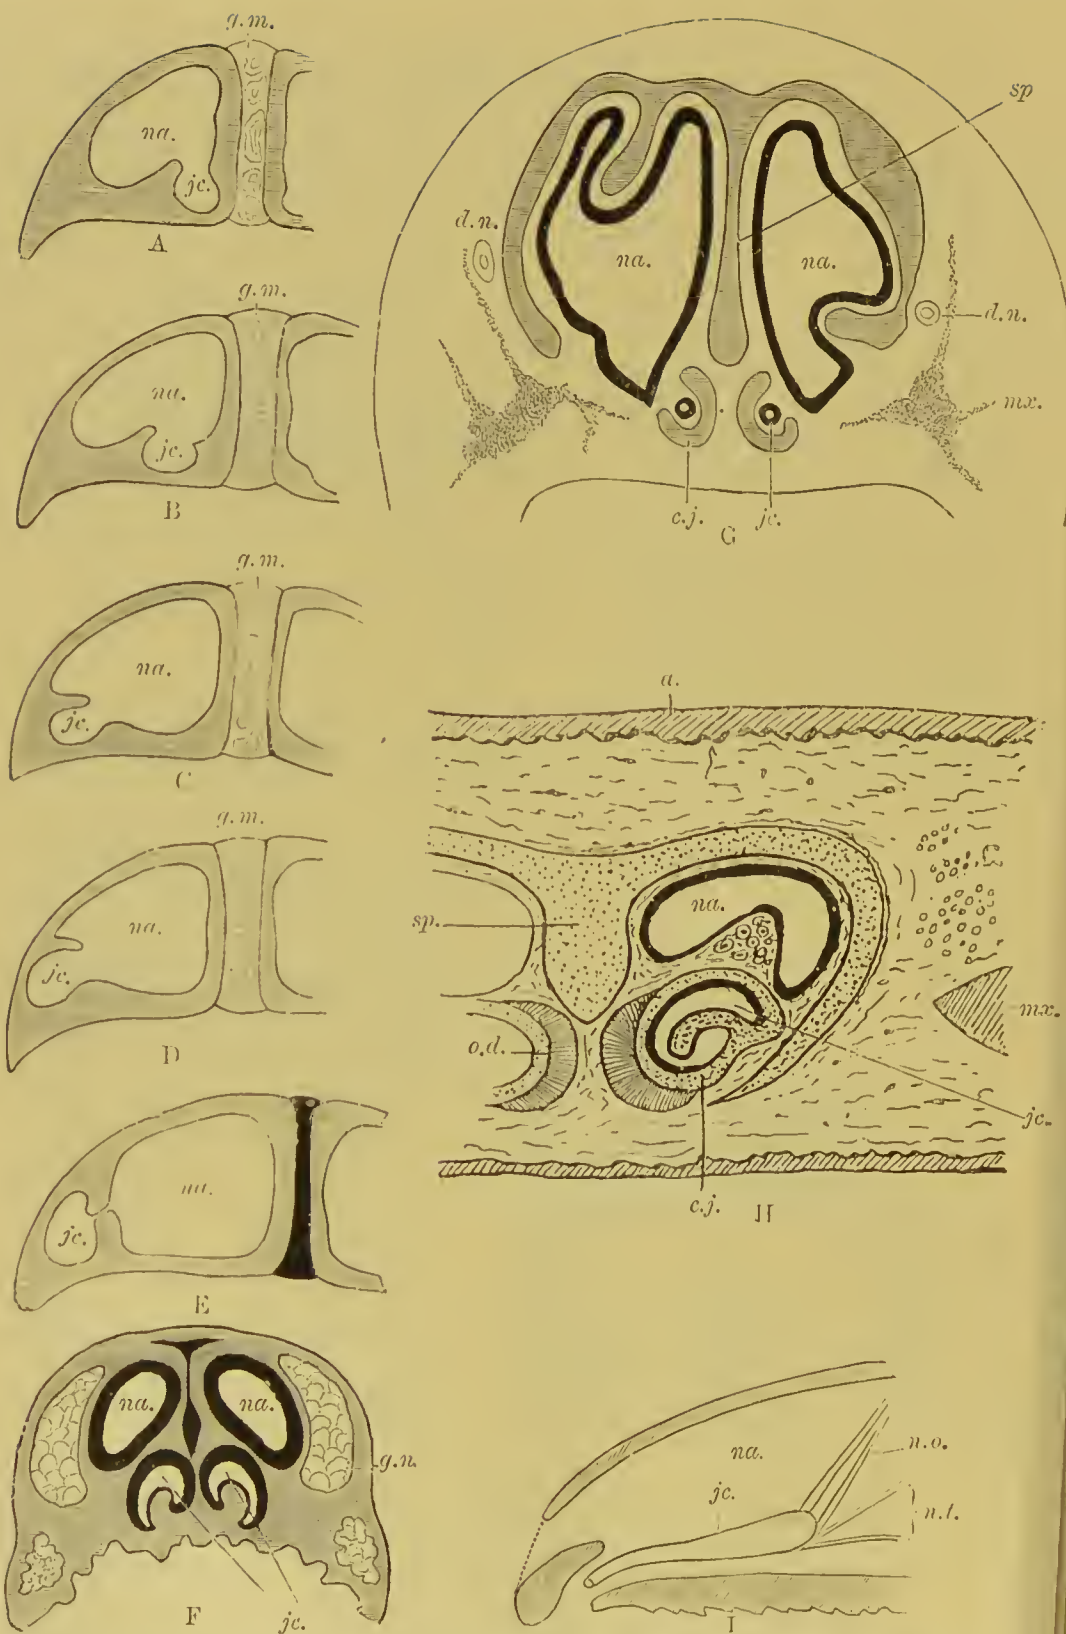 g.m.
na.
jc.
A
g.m.
na.
jc.
B
g.m.
na.
jc.
C
g.m.
na.
jc.
D
na.
jc.
E
na.
na.
g.n.
F
jc.
sp
d.n.
na.
na.
d.n.
mx.
c.j.
jc.
G
a.
na.
sp.
o.d.
mx.
jc.
c.j.
H
na.
n.o.
jc.
n.t.
I